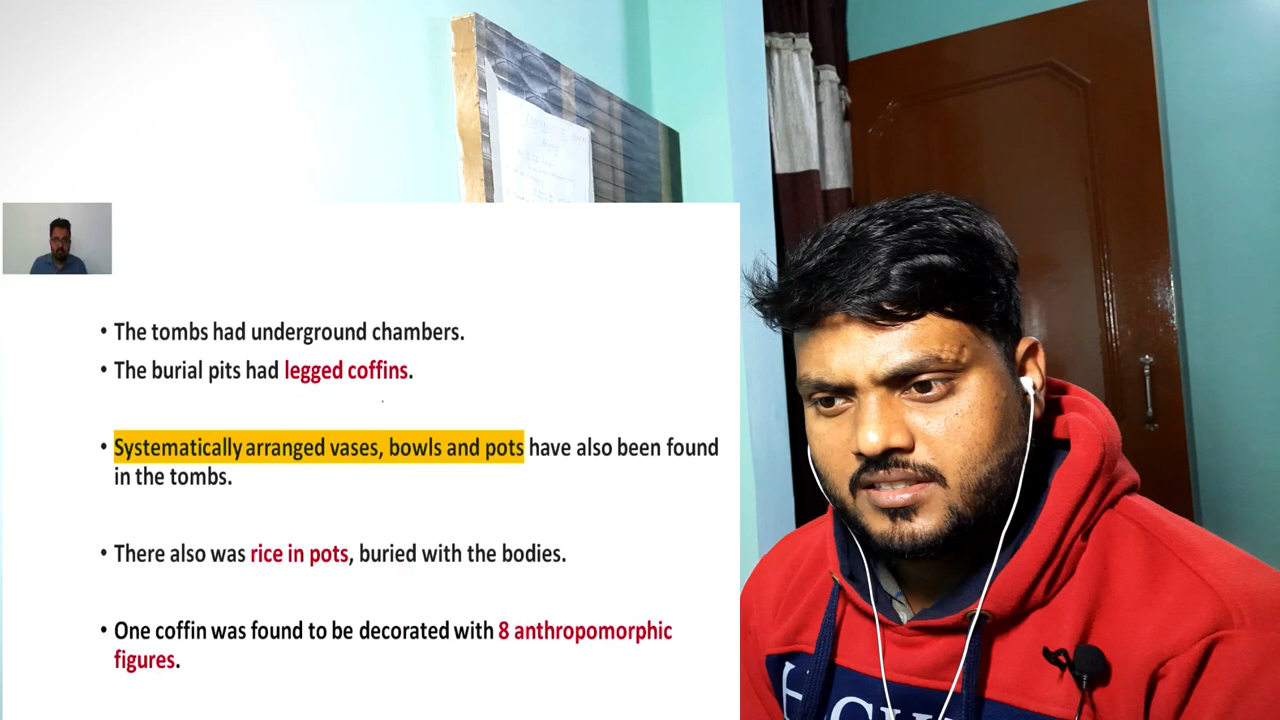 • The tombs had underground chambers.
• The burial pits had legged coffins.
• Systematically arranged vases, bowls and pots have also been found
in the tombs.
• There also was rice in pots, buried with the bodies.
• One coffin was found to be decorated with 8 anthropomorphic
figures.